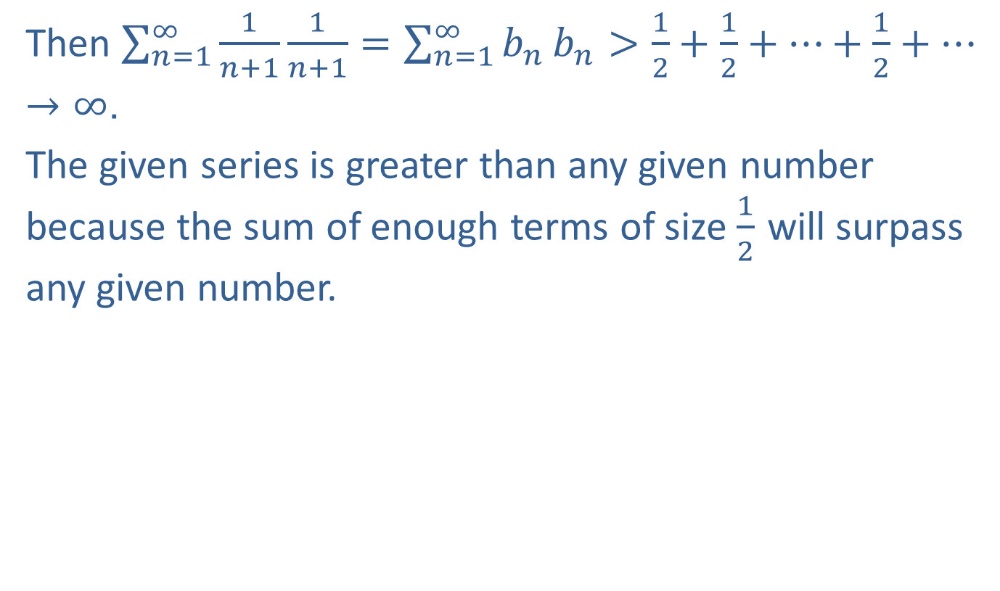 Then $\sum_{n=1}^{\infty} \frac{1}{n+1} \frac{1}{n+1} = \sum_{n=1}^{\infty} b_n \, b_n > \frac{1}{2} + \frac{1}{2} + \cdots + \frac{1}{2} + \cdots$
→ ∞.
The given series is greater than any given number
because the sum of enough terms of size $\frac{1}{2}$ will surpass
any given number.